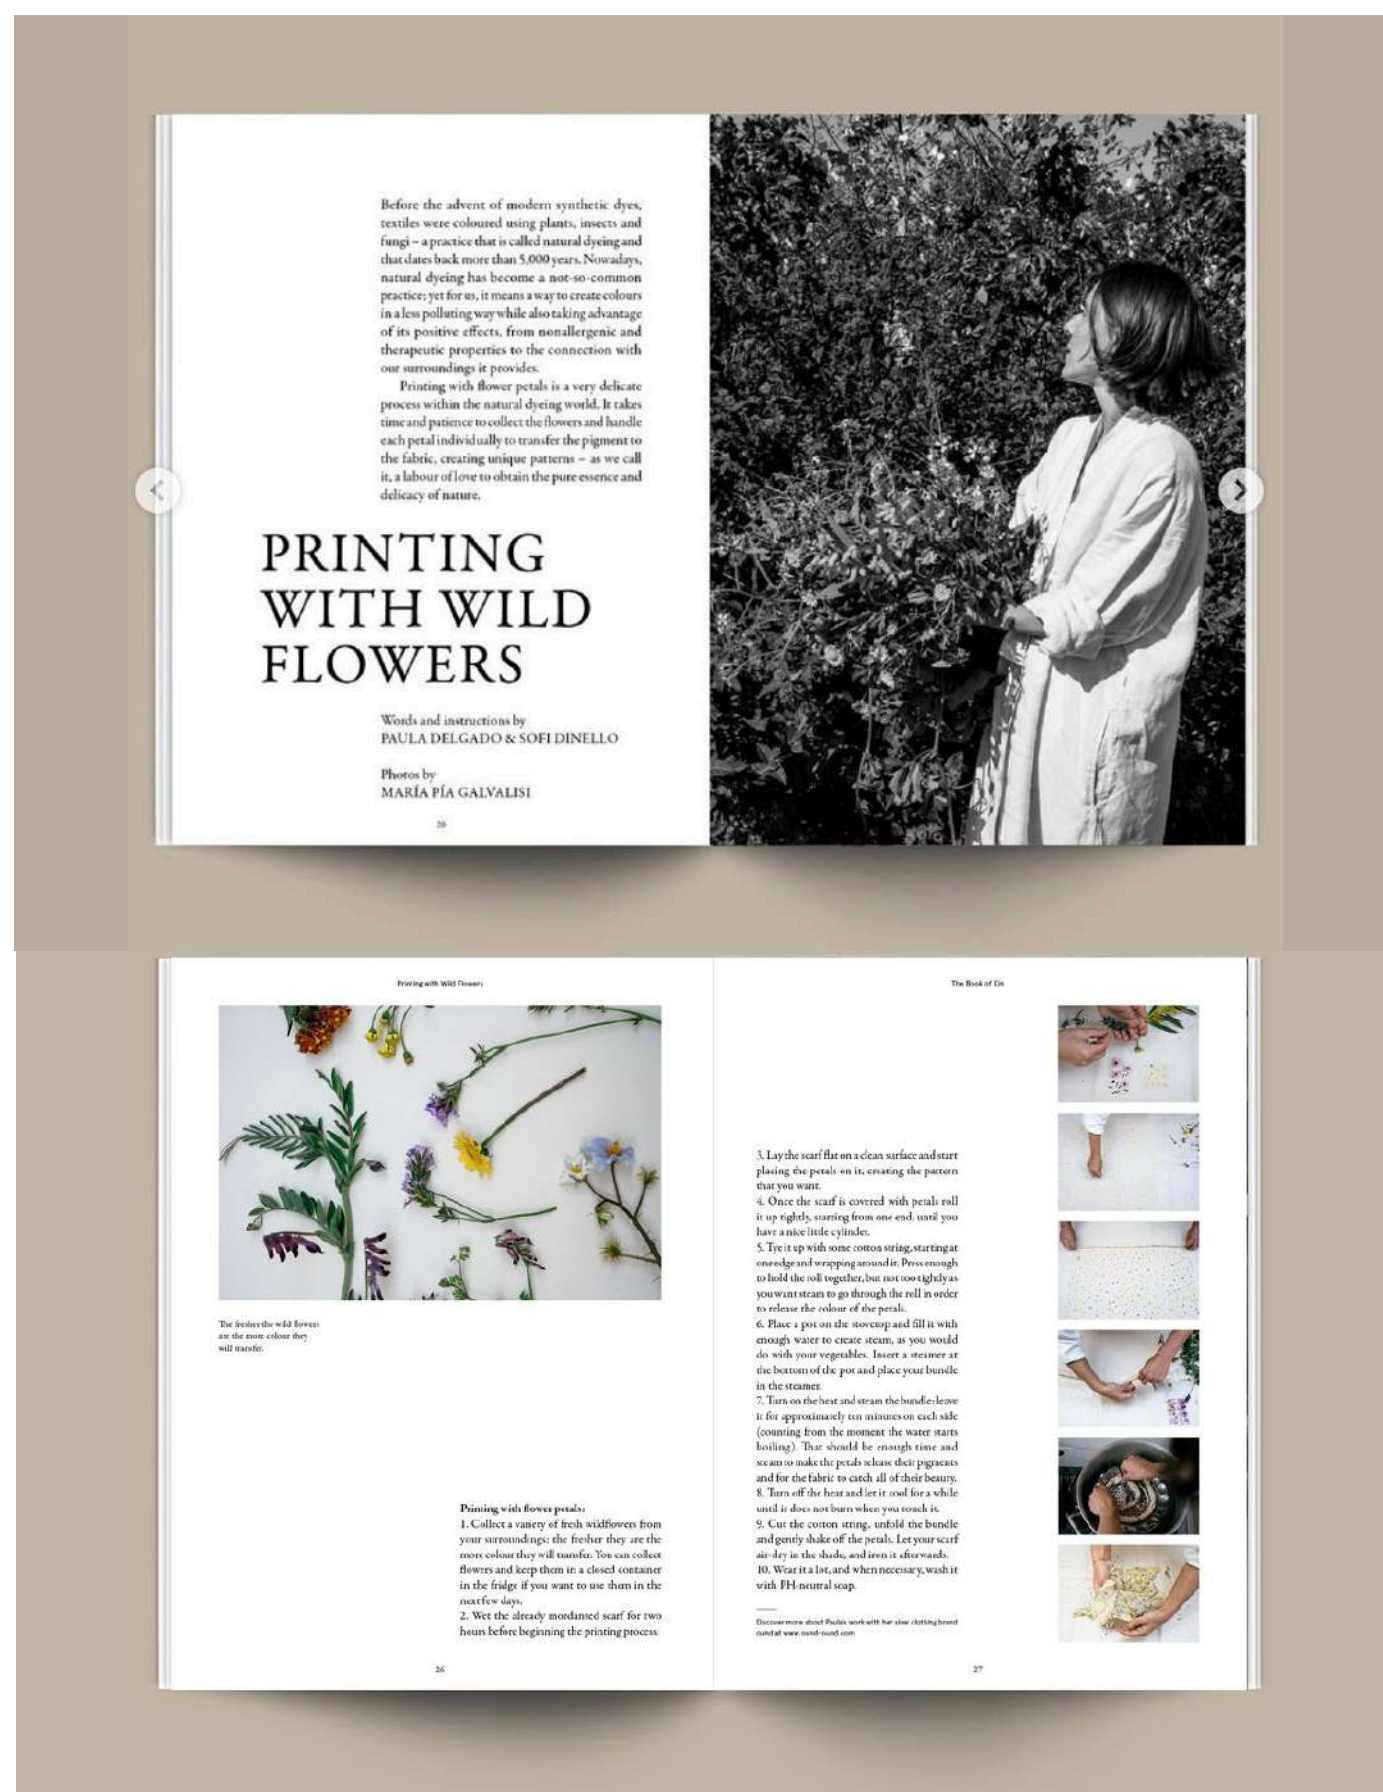 Before the advent of modern synthetic dyes,
textiles were coloured using plants, insects and
fungi – a practice that is called natural dyeing and
that dates back more than 5,000 years. Nowadays,
natural dyeing has become a not-so-common
practice; yet for us, it means a way to create colours
in a less polluting way while also taking advantage
of its positive effects, from nonallergenic and
therapeutic properties to the connection with
our surroundings it provides.
Printing with flower petals is a very delicate
process within the natural dyeing world. It takes
time and patience to collect the flowers and handle
each petal individually to transfer the pigment to
the fabric, creating unique patterns – as we call
it, a labour of love to obtain the pure essence and
delicacy of nature.
PRINTING
WITH WILD
FLOWERS
Words and instructions by
PAULA DELGADO & SOFI DINELLO
Photos by
MARÍA PÍA GALVALISI
20
Printing with Wild Flowers
The fresher the wild flowers
are the more colour they
will transfer.
Printing with flower petals:
1. Collect a variety of fresh wildflowers from
your surroundings; the fresher they are the
more colour they will transfer. You can collect
flowers and keep them in a closed container
in the fridge if you want to use them in the
next few days.
2. Wet the already mordanted scarf for two
hours before beginning the printing process.
26
The Book of
3. Lay the scarf flat on a clean surface and start
placing the petals on it, creating the pattern
that you want.
4. Once the scarf is covered with petals roll
it up tightly, starting from one end, until you
have a nice little cylinder.
5. Tye it up with some cotton string, starting at
one edge and wrapping around it. Press enough
to hold the roll together, but not too tightly as
you want steam to go through the roll in order
to release the colour of the petals.
6. Place a pot on the stovetop and fill it with
enough water to create steam, as you would
do with your vegetables. Insert a steamer at
the bottom of the pot and place your bundle
in the steamer.
7. Turn on the heat and steam the bundle: leave
it for approximately ten minutes on each side
(counting from the moment the water starts
boiling). That should be enough time and
steam to make the petals release their pigments
and for the fabric to catch all of their beauty.
8. Turn off the heat and let it cool for a while
until it does not burn when you touch it.
9. Cut the cotton string, unfold the bundle
and gently shake off the petals. Let your scarf
air-dry in the shade, and iron it afterwards.
10. Wear it a lot, and when necessary, wash it
with PH-neutral soap.
Discover more about Paula's work with her slow clothing brand
cund at www.cund-ound.com
27